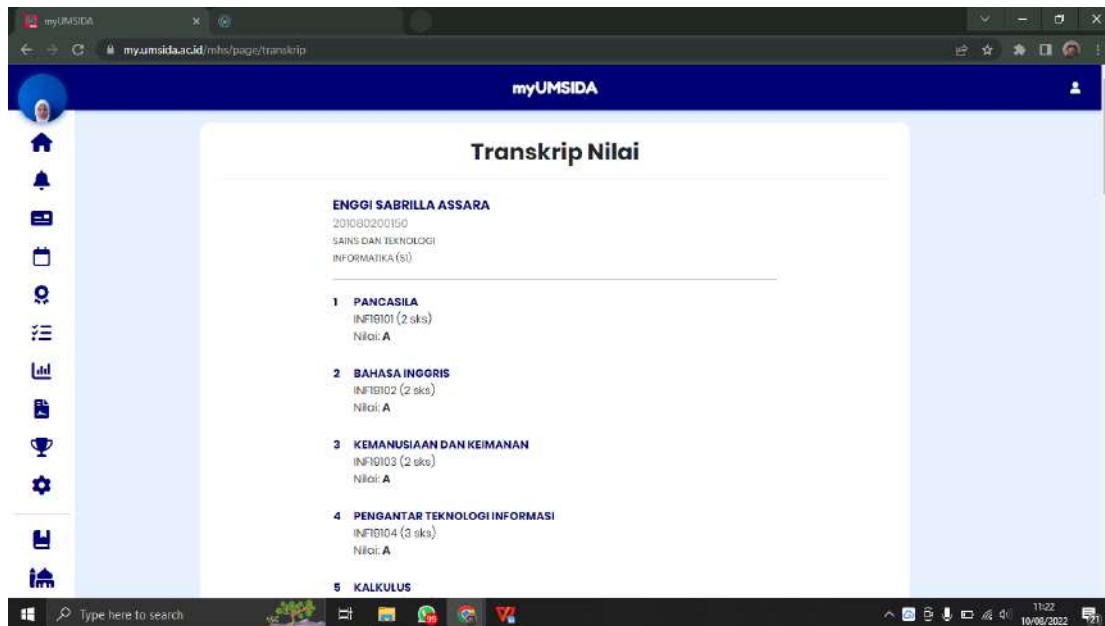 myUMSIDA
my.umsida.ac.id/mhs/page/transkrip
myUMSIDA
Transkrip Nilai
ENGGI SABRILLA ASSARA
201080200150
SAINS DAN TEKNOLOGI
INFORMATIKA (S1)
1 PANCASILA
INF19101 (2 sks)
Nilai: A
2 BAHASA INGGRIS
INF19102 (2 sks)
Nilai: A
3 KEMANUSIAAN DAN KEIMANAN
INF19103 (2 sks)
Nilai: A
4 PENGANTAR TEKNOLOGI INFORMASI
INF19104 (3 sks)
Nilai: A
5 KALKULUS
Type here to search
11:22
10/08/2022